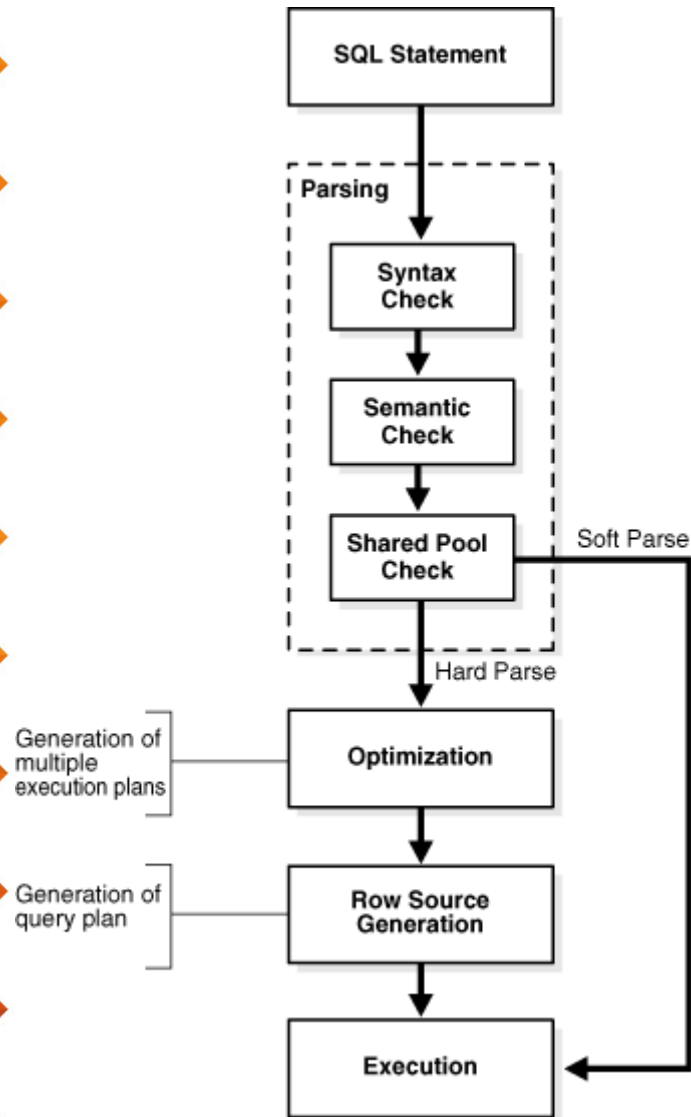 SQL Statement
Parsing
Syntax
Check
Semantic
Check
Shared Pool
Check
Soft Parse
Hard Parse
Generation of
multiple
execution plans
Optimization
Generation of
query plan
Row Source
Generation
Execution